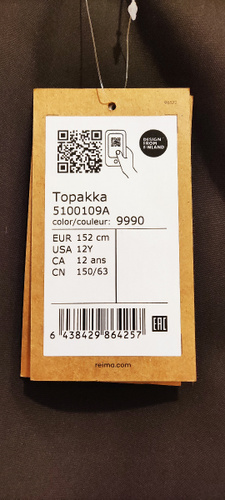 DESIGN
FROM
FINLAND
Topakka
5100109A
color/couleur: 9990
EUR 152 cm
USA 12Y
CA 12 ans
CN 150/63
6 438429 864257
EAC
reima.com